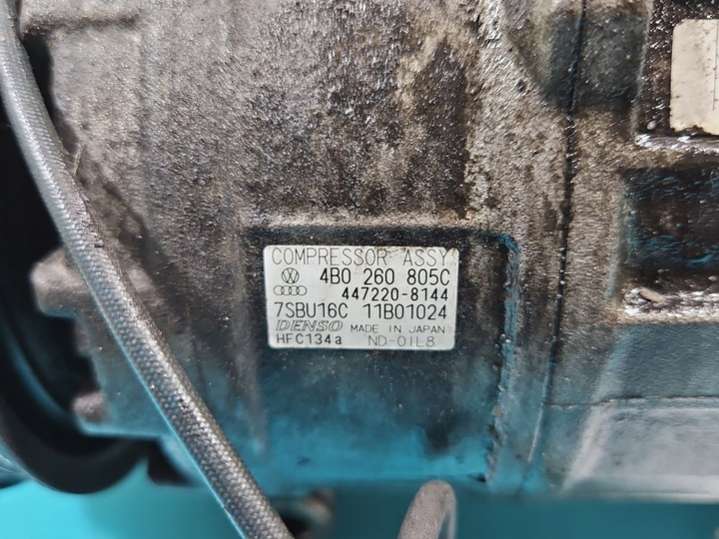 COMPRESSOR ASSY
4B0 260 805C
447220-8144
7SBU16C 11B01024
DENSO MADE IN JAPAN
HFC134a ND-OIL8